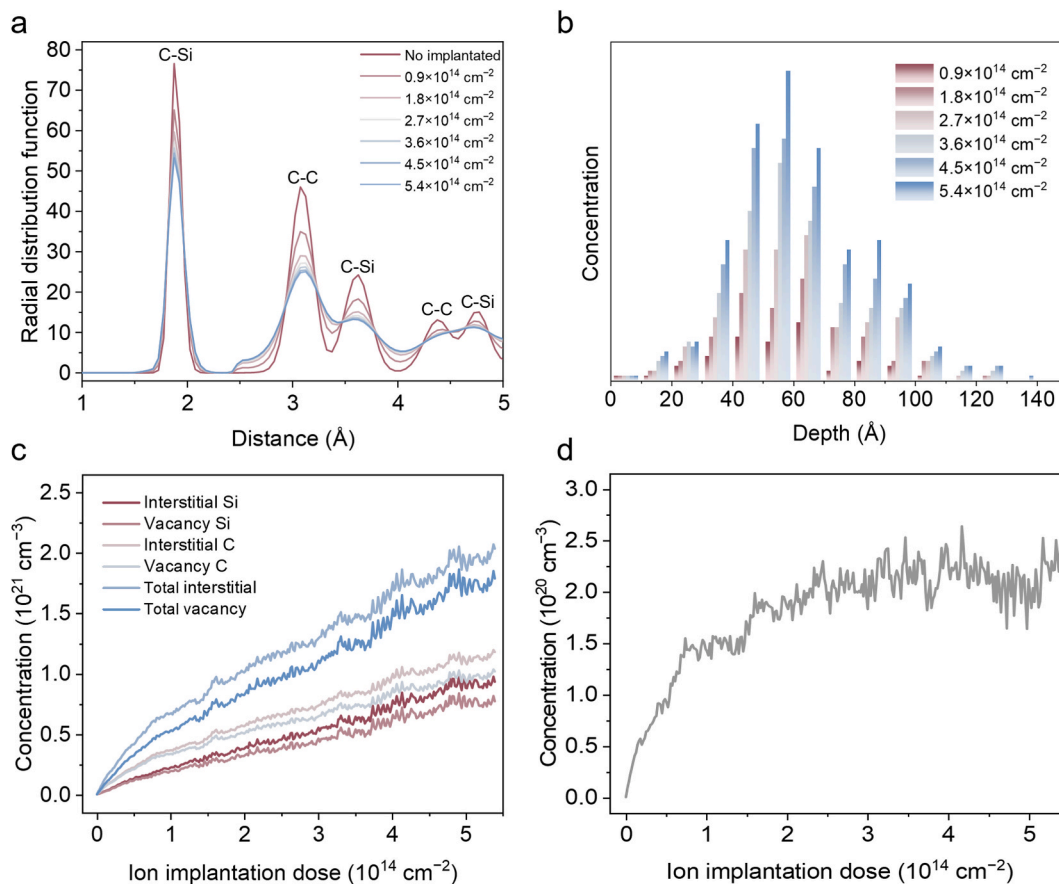 a
Radial distribution function
80
70
60
50
40
30
20
10
0
C-Si
C-C
C-Si
C-C
C-Si
No implantated
0.9×10¹⁴ cm⁻²
1.8×10¹⁴ cm⁻²
2.7×10¹⁴ cm⁻²
3.6×10¹⁴ cm⁻²
4.5×10¹⁴ cm⁻²
5.4×10¹⁴ cm⁻²
1 2 3 4 5
Distance (Å)
b
Concentration
0.9×10¹⁴ cm⁻²
1.8×10¹⁴ cm⁻²
2.7×10¹⁴ cm⁻²
3.6×10¹⁴ cm⁻²
4.5×10¹⁴ cm⁻²
5.4×10¹⁴ cm⁻²
0 20 40 60 80 100 120 140
Depth (Å)
c
Concentration (10²¹ cm⁻³)
2.5
2.0
1.5
1.0
0.5
0.0
Interstitial Si
Vacancy Si
Interstitial C
Vacancy C
Total interstitial
Total vacancy
0 1 2 3 4 5
Ion implantation dose (10¹⁴ cm⁻²)
d
Concentration (10²⁰ cm⁻³)
3.0
2.5
2.0
1.5
1.0
0.5
0.0
0 1 2 3 4 5
Ion implantation dose (10¹⁴ cm⁻²)